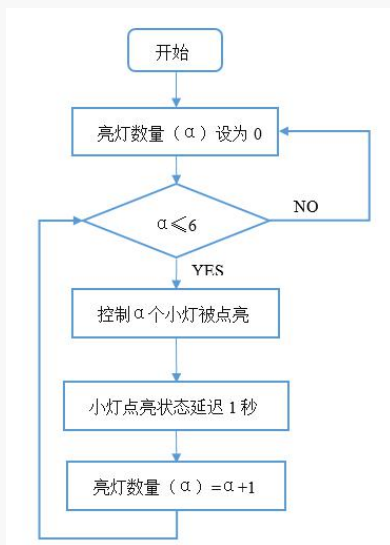 开始
亮灯数量（α）设为 0
α≤6
NO
YES
控制α个小灯被点亮
小灯点亮状态延迟 1 秒
亮灯数量（α）=α+1